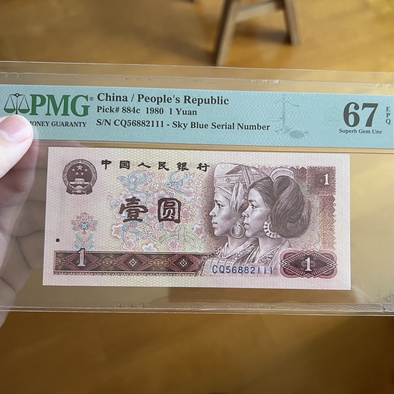 PMG®
MONEY GUARANTY
China / People's Republic
Pick# 884c 1980 1 Yuan
S/N CQ56882111 - Sky Blue Serial Number
67 EPQ
Superb Gem Unc
中国人民银行
1
壹圆
1
CQ56882111
1